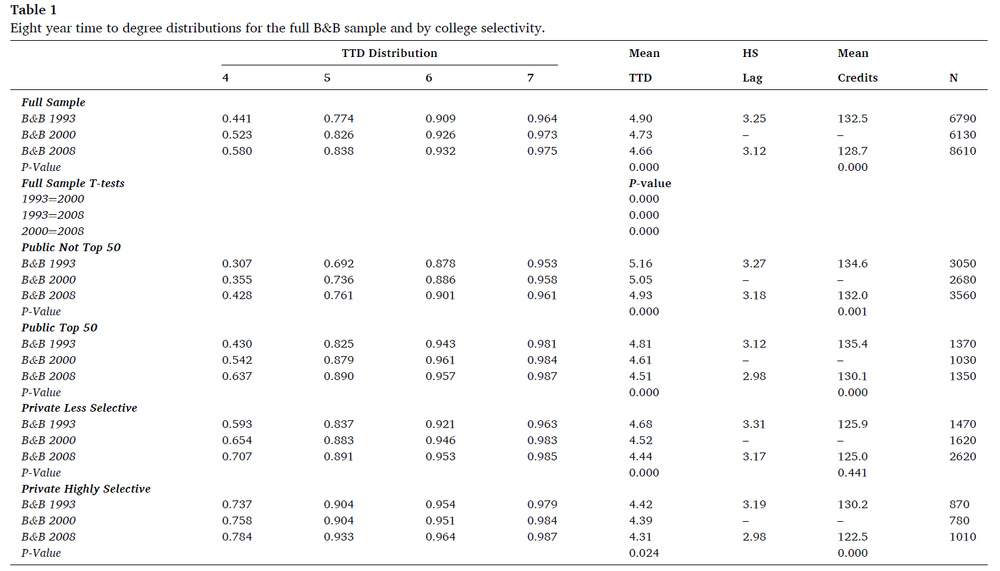 Table 1
Eight year time to degree distributions for the full B&B sample and by college selectivity.
TTD Distribution Mean HS Mean
4 5 6 7 TTD Lag Credits N
Full Sample
B&B 1993 0.441 0.774 0.909 0.964 4.90 3.25 132.5 6790
B&B 2000 0.523 0.826 0.926 0.973 4.73 – – 6130
B&B 2008 0.580 0.838 0.932 0.975 4.66 3.12 128.7 8610
P-Value 0.000 0.000
Full Sample T-tests P-value
1993=2000 0.000
1993=2008 0.000
2000=2008 0.000
Public Not Top 50
B&B 1993 0.307 0.692 0.878 0.953 5.16 3.27 134.6 3050
B&B 2000 0.355 0.736 0.886 0.958 5.05 – – 2680
B&B 2008 0.428 0.761 0.901 0.961 4.93 3.18 132.0 3560
P-Value 0.000 0.001
Public Top 50
B&B 1993 0.430 0.825 0.943 0.981 4.81 3.12 135.4 1370
B&B 2000 0.542 0.879 0.961 0.984 4.61 – – 1030
B&B 2008 0.637 0.890 0.957 0.987 4.51 2.98 130.1 1350
P-Value 0.000 0.000
Private Less Selective
B&B 1993 0.593 0.837 0.921 0.963 4.68 3.31 125.9 1470
B&B 2000 0.654 0.883 0.946 0.983 4.52 – – 1620
B&B 2008 0.707 0.891 0.953 0.985 4.44 3.17 125.0 2620
P-Value 0.000 0.441
Private Highly Selective
B&B 1993 0.737 0.904 0.954 0.979 4.42 3.19 130.2 870
B&B 2000 0.758 0.904 0.951 0.984 4.39 – – 780
B&B 2008 0.784 0.933 0.964 0.987 4.31 2.98 122.5 1010
P-Value 0.024 0.000